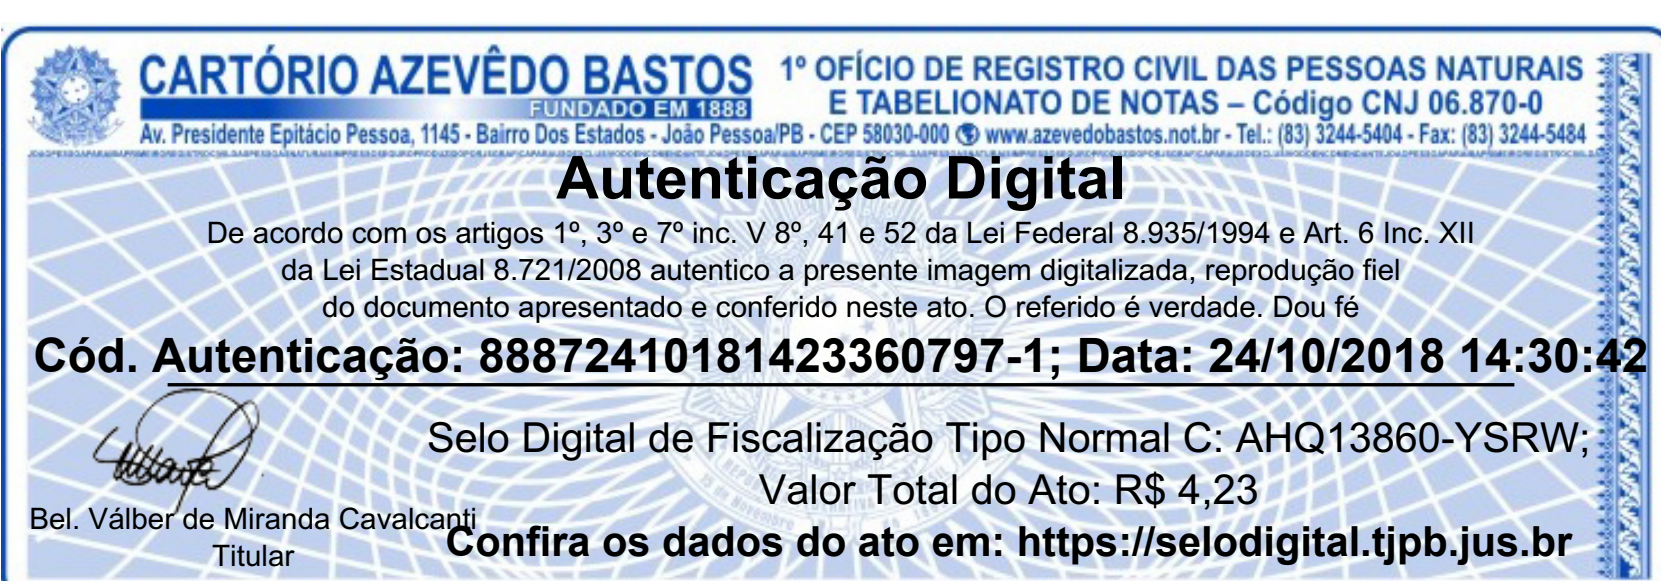 CARTÓRIO AZEVÊDO BASTOS
FUNDADO EM 1888
1º OFÍCIO DE REGISTRO CIVIL DAS PESSOAS NATURAIS
E TABELIONATO DE NOTAS – Código CNJ 06.870-0
Av. Presidente Epitácio Pessoa, 1145 - Bairro Dos Estados - João Pessoa/PB - CEP 58030-000 www.azevedobastos.not.br - Tel.: (83) 3244-5404 - Fax: (83) 3244-5484
Autenticação Digital
De acordo com os artigos 1º, 3º e 7º inc. V 8º, 41 e 52 da Lei Federal 8.935/1994 e Art. 6 Inc. XII
da Lei Estadual 8.721/2008 autentico a presente imagem digitalizada, reprodução fiel
do documento apresentado e conferido neste ato. O referido é verdade. Dou fé
Cód. Autenticação: 88872410181423360797-1; Data: 24/10/2018 14:30:42
Selo Digital de Fiscalização Tipo Normal C: AHQ13860-YSRW;
Valor Total do Ato: R$ 4,23
Bel. Válber de Miranda Cavalcanti
Titular
Confira os dados do ato em: https://selodigital.tjpb.jus.br